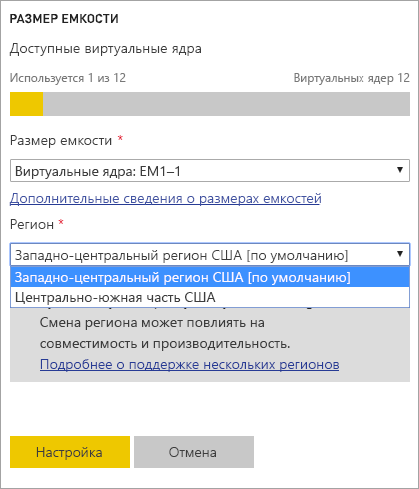 РАЗМЕР ЕМКОСТИ
Доступные виртуальные ядра
Используется 1 из 12 Виртуальных ядер 12
Размер емкости *
Виртуальные ядра: EM1–1
Дополнительные сведения о размерах емкостей
Регион *
Западно-центральный регион США [по умолчанию]
Западно-центральный регион США [по умолчанию]
Центрально-южная часть США
Смена региона может повлиять на
совместимость и производительность.
Подробнее о поддержке нескольких регионов
Настройка Отмена